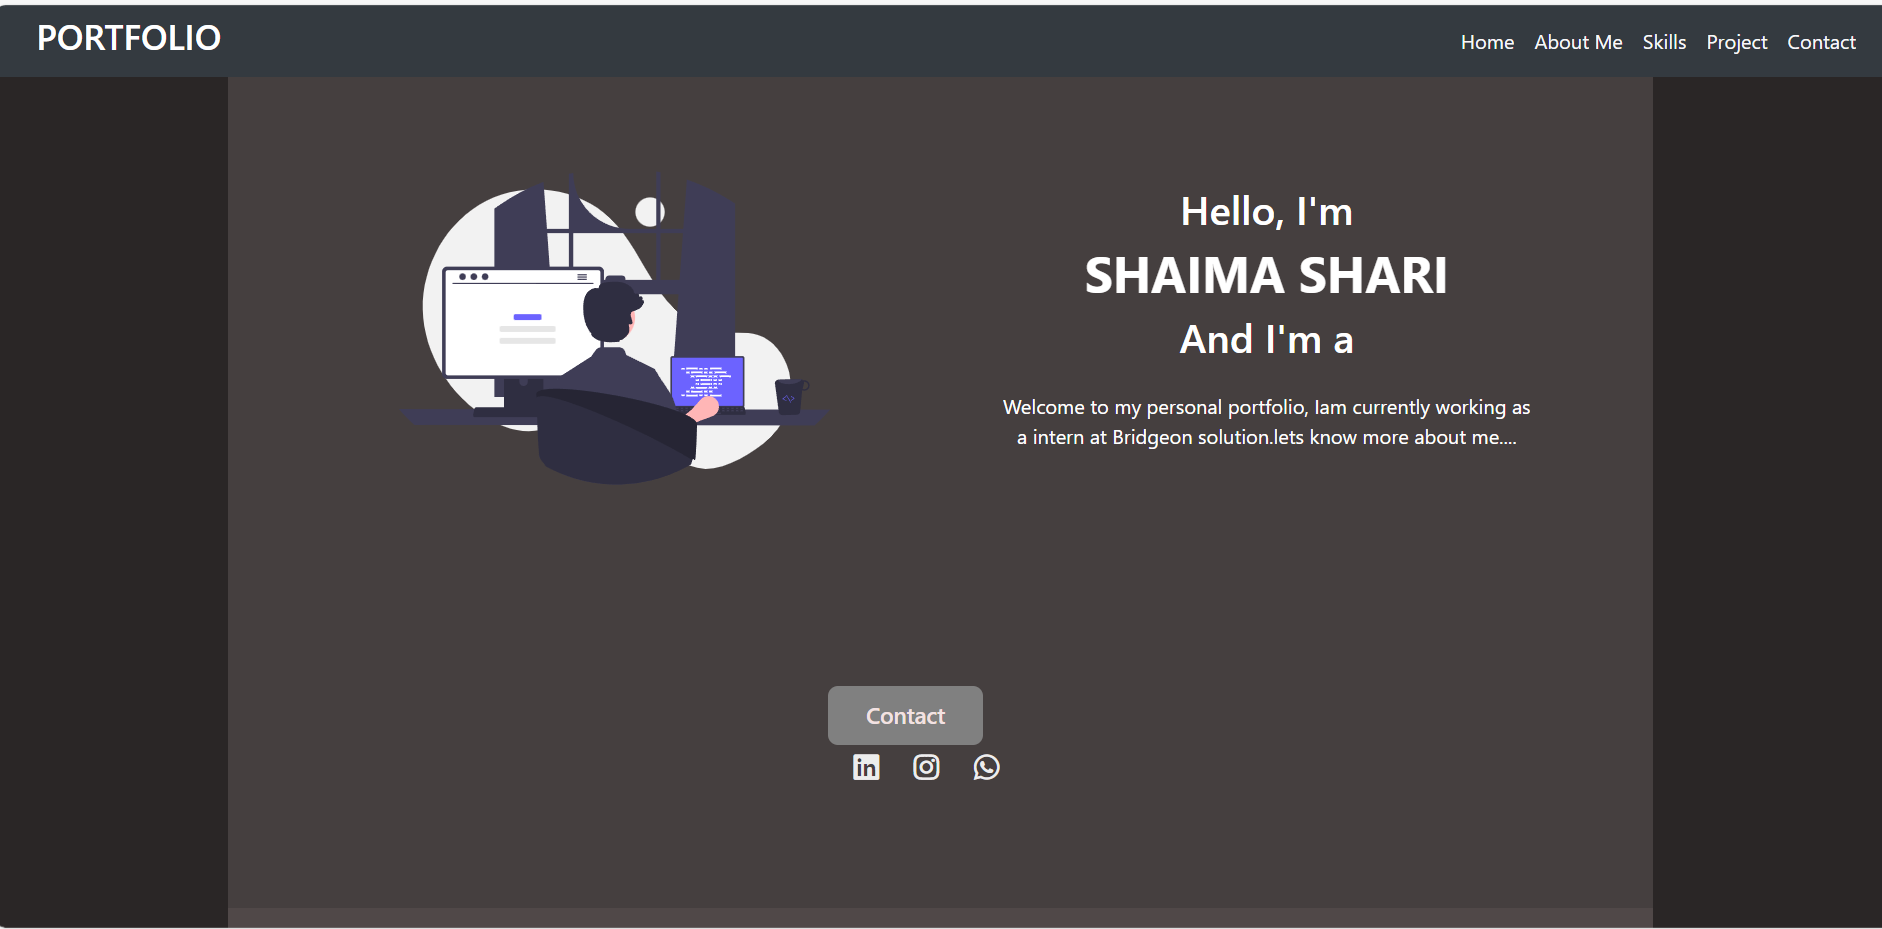 PORTFOLIO
Home About Me Skills Project Contact
Hello, I'm
SHAIMA SHARI
And I'm a
Welcome to my personal portfolio, Iam currently working as
a intern at Bridgeon solution.lets know more about me....
Contact
in